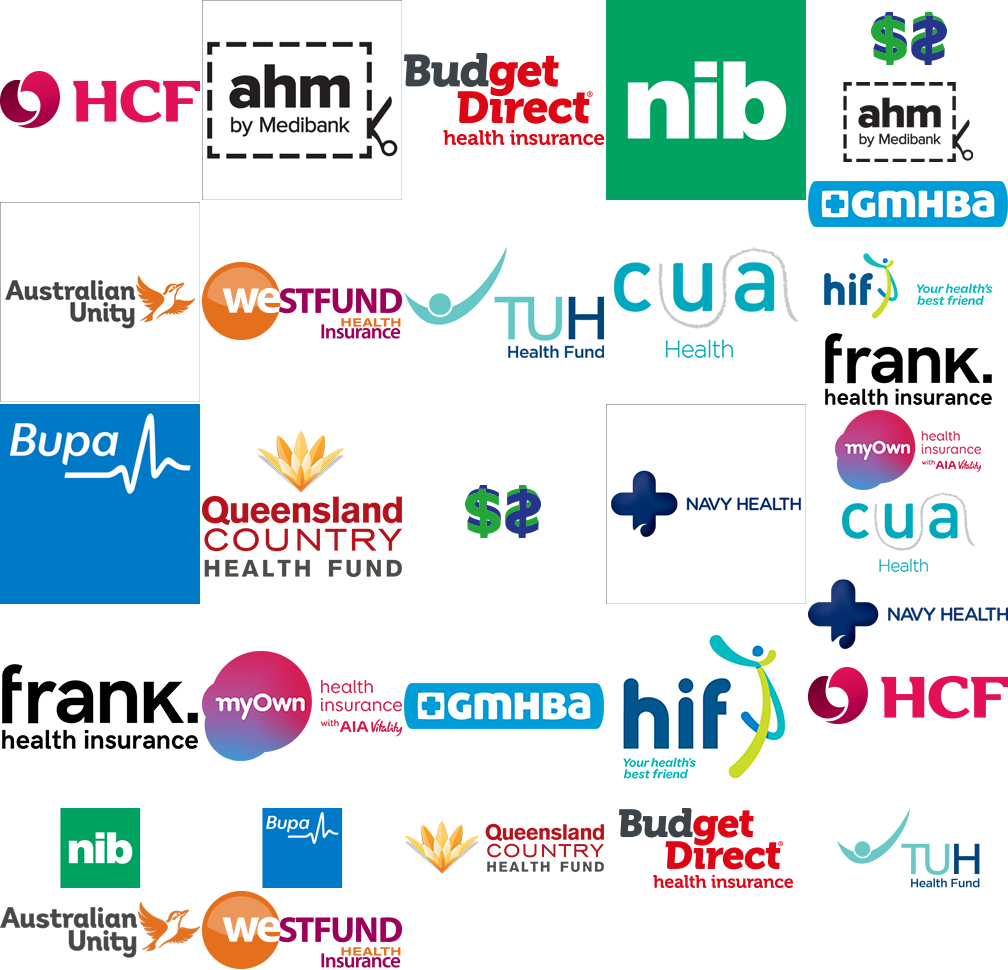 HCF
ahm
by Medibank
Budget
Direct®
health insurance
nib
$$
ahm
by Medibank
GMHBa
Australian
Unity
weSTFUND
HEALTH
Insurance
TUH
Health Fund
cua
Health
hif
Your health's
best friend
frank.
health insurance
Bupa
Queensland
COUNTRY
HEALTH FUND
$$
NAVY HEALTH
myOwn
health
insurance
with AIA Vitality
cua
Health
NAVY HEALTH
frank.
health insurance
myOwn
health
insurance
with AIA Vitality
GMHBa
hif
Your health's
best friend
HCF
nib
Bupa
Queensland
COUNTRY
HEALTH FUND
Budget
Direct®
health insurance
TUH
Health Fund
Australian
Unity
weSTFUND
HEALTH
Insurance